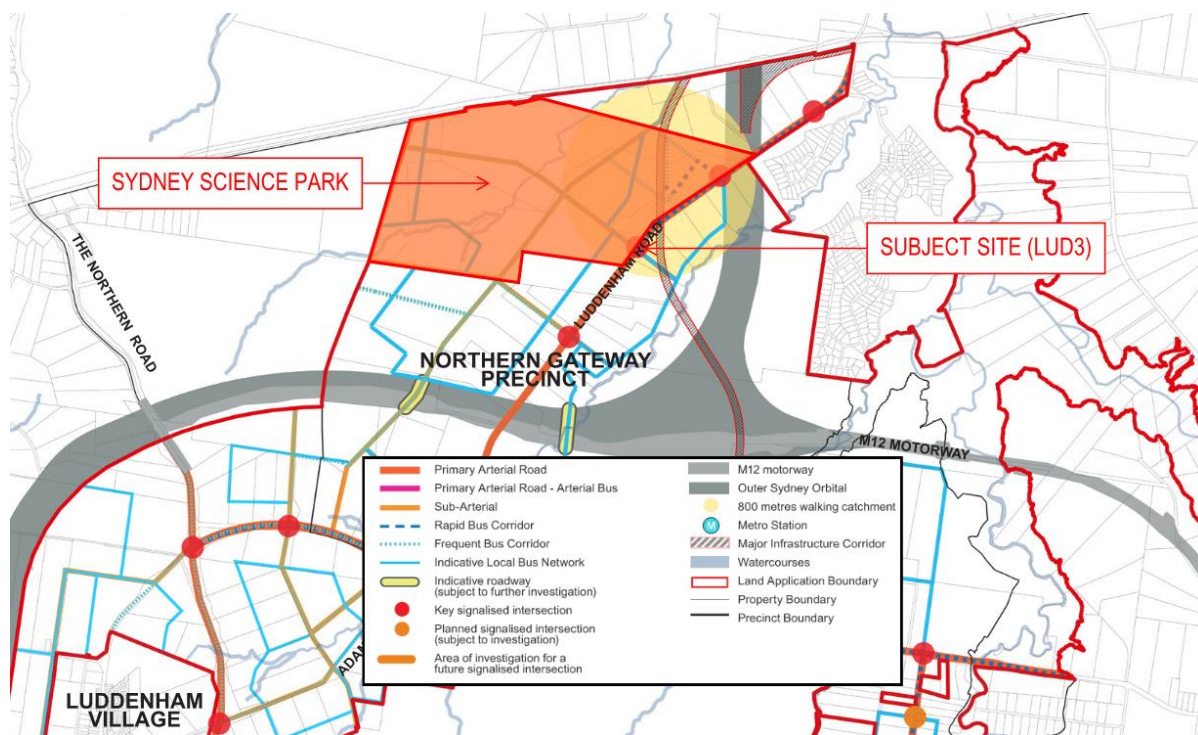 SYDNEY SCIENCE PARK
SUBJECT SITE (LUD3)
THE NORTHERN ROAD
LUDDENHAM ROAD
NORTHERN GATEWAY
PRECINCT
M12 MOTORWAY
Primary Arterial Road
Primary Arterial Road - Arterial Bus
Sub-Arterial
Rapid Bus Corridor
Frequent Bus Corridor
Indicative Local Bus Network
Indicative roadway
(subject to further investigation)
Key signalised intersection
Planned signalised intersection
(subject to investigation)
Area of investigation for a
future signalised intersection
M12 motorway
Outer Sydney Orbital
800 metres walking catchment
M
Metro Station
Major Infrastructure Corridor
Watercourses
Land Application Boundary
Property Boundary
Precinct Boundary
ADAM
LUDDENHAM
VILLAGE